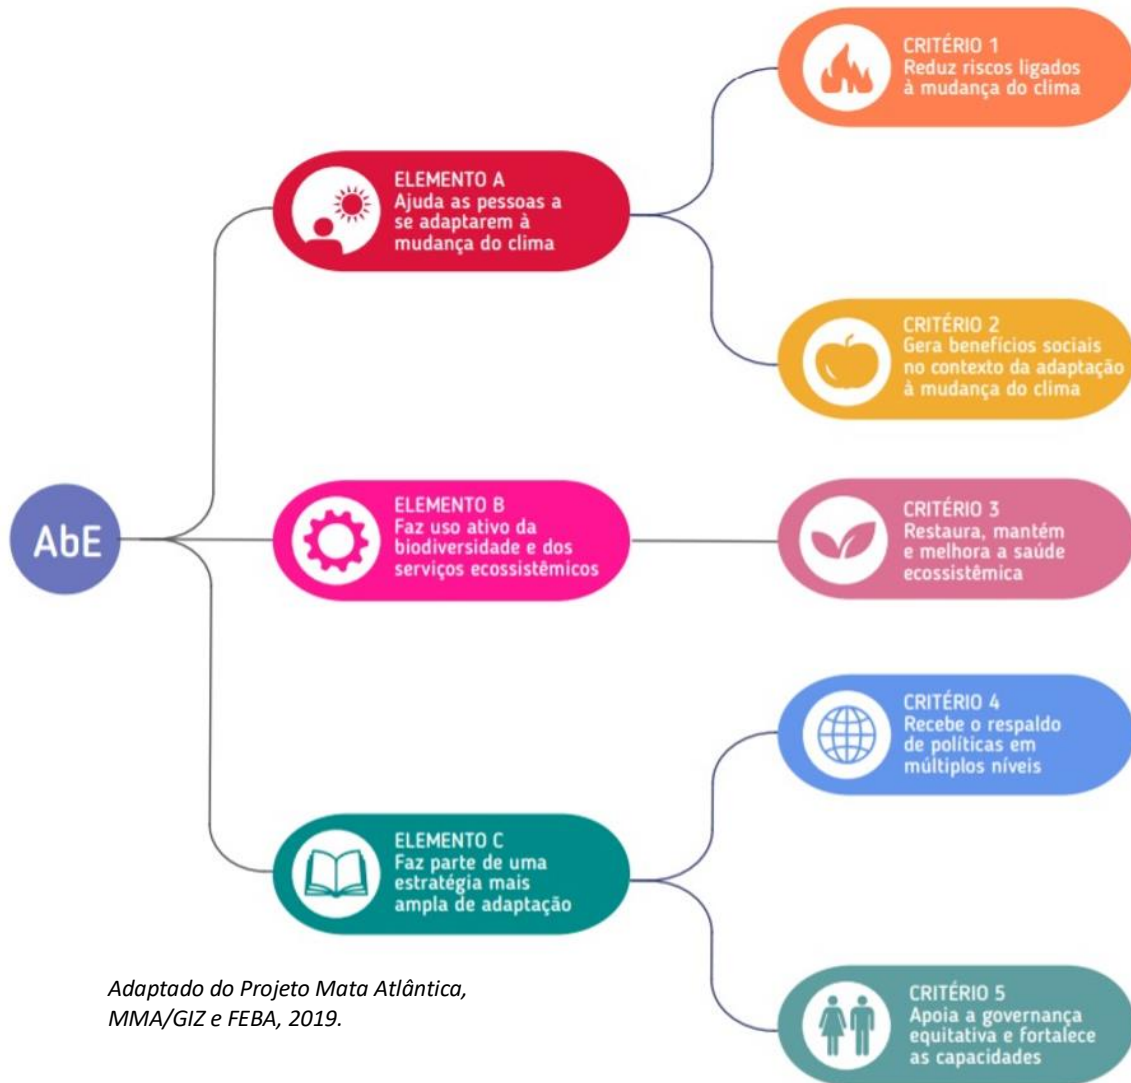 AbE
ELEMENTO A
Ajuda as pessoas a
se adaptarem à
mudança do clima
CRITÉRIO 1
Reduz riscos ligados
à mudança do clima
CRITÉRIO 2
Gera benefícios sociais
no contexto da adaptação
à mudança do clima
ELEMENTO B
Faz uso ativo da
biodiversidade e dos
serviços ecossistêmicos
CRITÉRIO 3
Restaura, mantém
e melhora a saúde
ecossistêmica
ELEMENTO C
Faz parte de uma
estratégia mais
ampla de adaptação
CRITÉRIO 4
Recebe o respaldo
de políticas em
múltiplos níveis
CRITÉRIO 5
Apoia a governança
equitativa e fortalece
as capacidades
Adaptado do Projeto Mata Atlântica,
MMA/GIZ e FEBA, 2019.